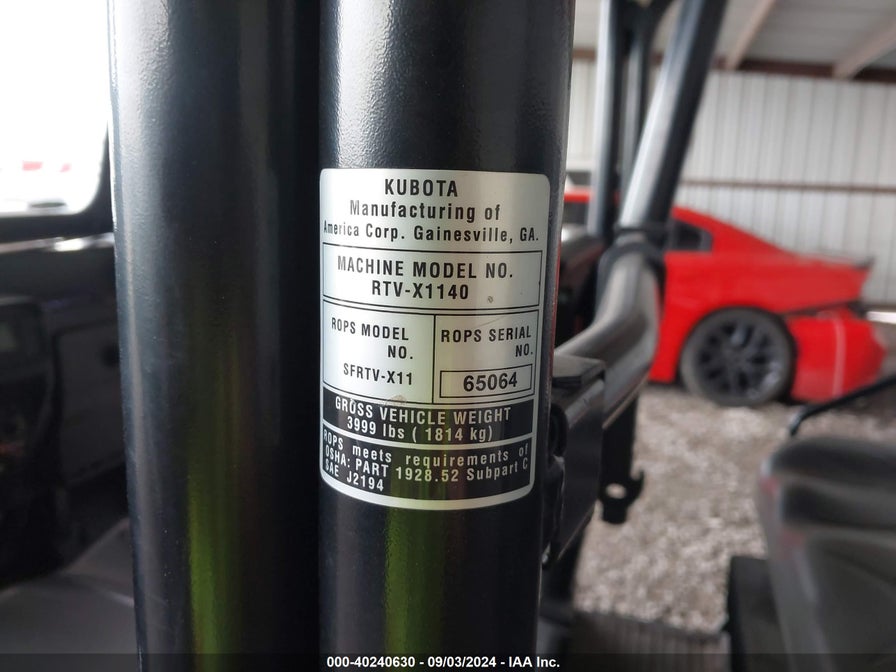 KUBOTA
Manufacturing of
America Corp. Gainesville, GA.
MACHINE MODEL NO.
RTV-X1140
ROPS MODEL
NO.
SFRTV-X11
ROPS SERIAL
NO.
65064
GROSS VEHICLE WEIGHT
3999 lbs ( 1814 kg)
ROPS meets requirements of
OSHA: PART 1928.52 Subpart C
SAE J2194
000-40240630 - 09/03/2024 - IAA Inc.